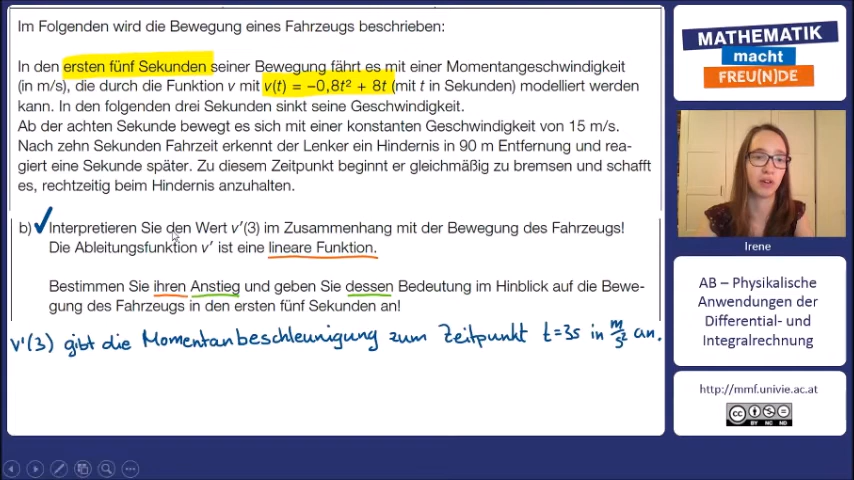 Im Folgenden wird die Bewegung eines Fahrzeugs beschrieben:
In den ersten fünf Sekunden seiner Bewegung fährt es mit einer Momentangeschwindigkeit
(in m/s), die durch die Funktion v mit v(t) = −0,8t² + 8t (mit t in Sekunden) modelliert werden
kann. In den folgenden drei Sekunden sinkt seine Geschwindigkeit.
Ab der achten Sekunde bewegt es sich mit einer konstanten Geschwindigkeit von 15 m/s.
Nach zehn Sekunden Fahrzeit erkennt der Lenker ein Hindernis in 90 m Entfernung und rea-
giert eine Sekunde später. Zu diesem Zeitpunkt beginnt er gleichmäßig zu bremsen und schafft
es, rechtzeitig beim Hindernis anzuhalten.
b) Interpretieren Sie den Wert v′(3) im Zusammenhang mit der Bewegung des Fahrzeugs!
Die Ableitungsfunktion v′ ist eine lineare Funktion.
Bestimmen Sie ihren Anstieg und geben Sie dessen Bedeutung im Hinblick auf die Bewe-
gung des Fahrzeugs in den ersten fünf Sekunden an!
v'(3) gibt die Momentanbeschleunigung zum Zeitpunkt t=3s in m/s² an.
MATHEMATIK
macht
FREU(N)DE
Irene
AB – Physikalische
Anwendungen der
Differential- und
Integralrechnung
http://mmf.univie.ac.at
cc
BY NC ND